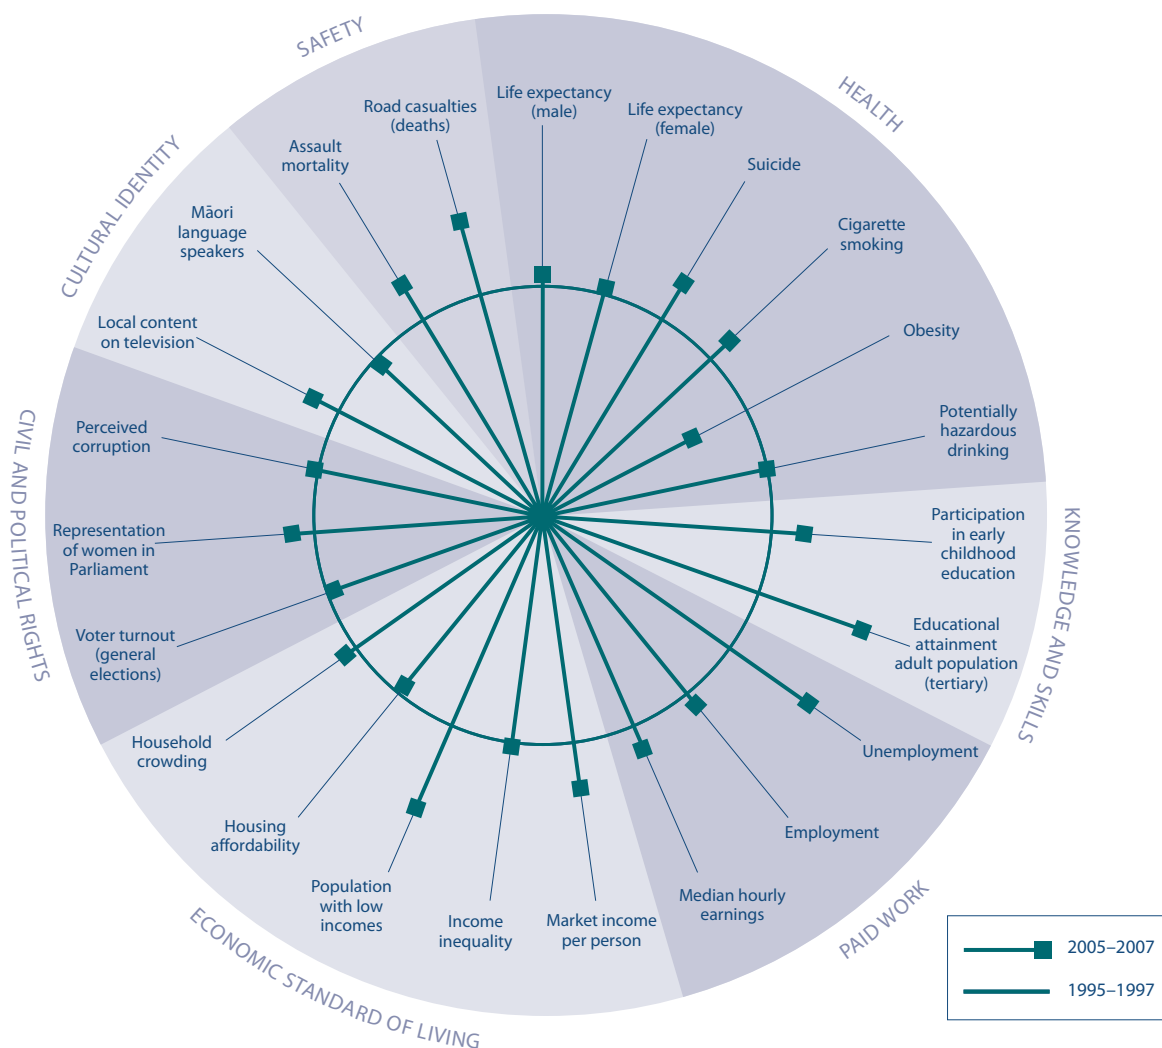 SAFETY
HEALTH
KNOWLEDGE AND SKILLS
PAID WORK
ECONOMIC STANDARD OF LIVING
CIVIL AND POLITICAL RIGHTS
CULTURAL IDENTITY
Road casualties
(deaths)
Assault
mortality
Life expectancy
(male)
Life expectancy
(female)
Suicide
Cigarette
smoking
Obesity
Potentially
hazardous
drinking
Participation
in early
childhood
education
Educational
attainment
adult population
(tertiary)
Unemployment
Employment
Median hourly
earnings
Market income
per person
Income
inequality
Population
with low
incomes
Housing
affordability
Household
crowding
Voter turnout
(general
elections)
Representation
of women in
Parliament
Perceived
corruption
Local content
on television
Māori
language
speakers
2005–2007
1995–1997